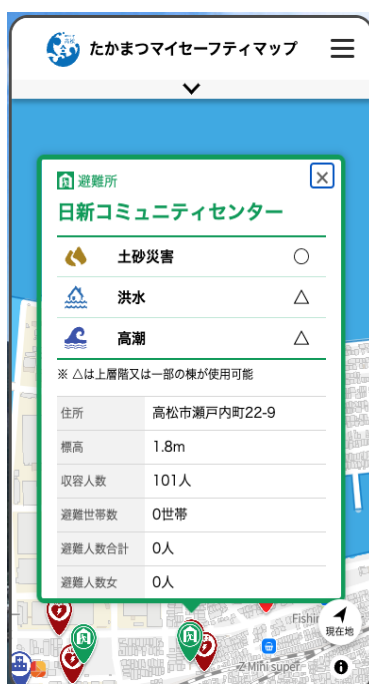 たかまつマイセーフティマップ
避難所
日新コミュニティセンター
土砂災害 ○
洪水 △
高潮 △
※ △は上層階又は一部の棟が使用可能
住所 高松市瀬戸内町22-9
標高 1.8m
収容人数 101人
避難世帯数 0世帯
避難人数合計 0人
避難人数女 0人
Fishi
現在地
Mini super